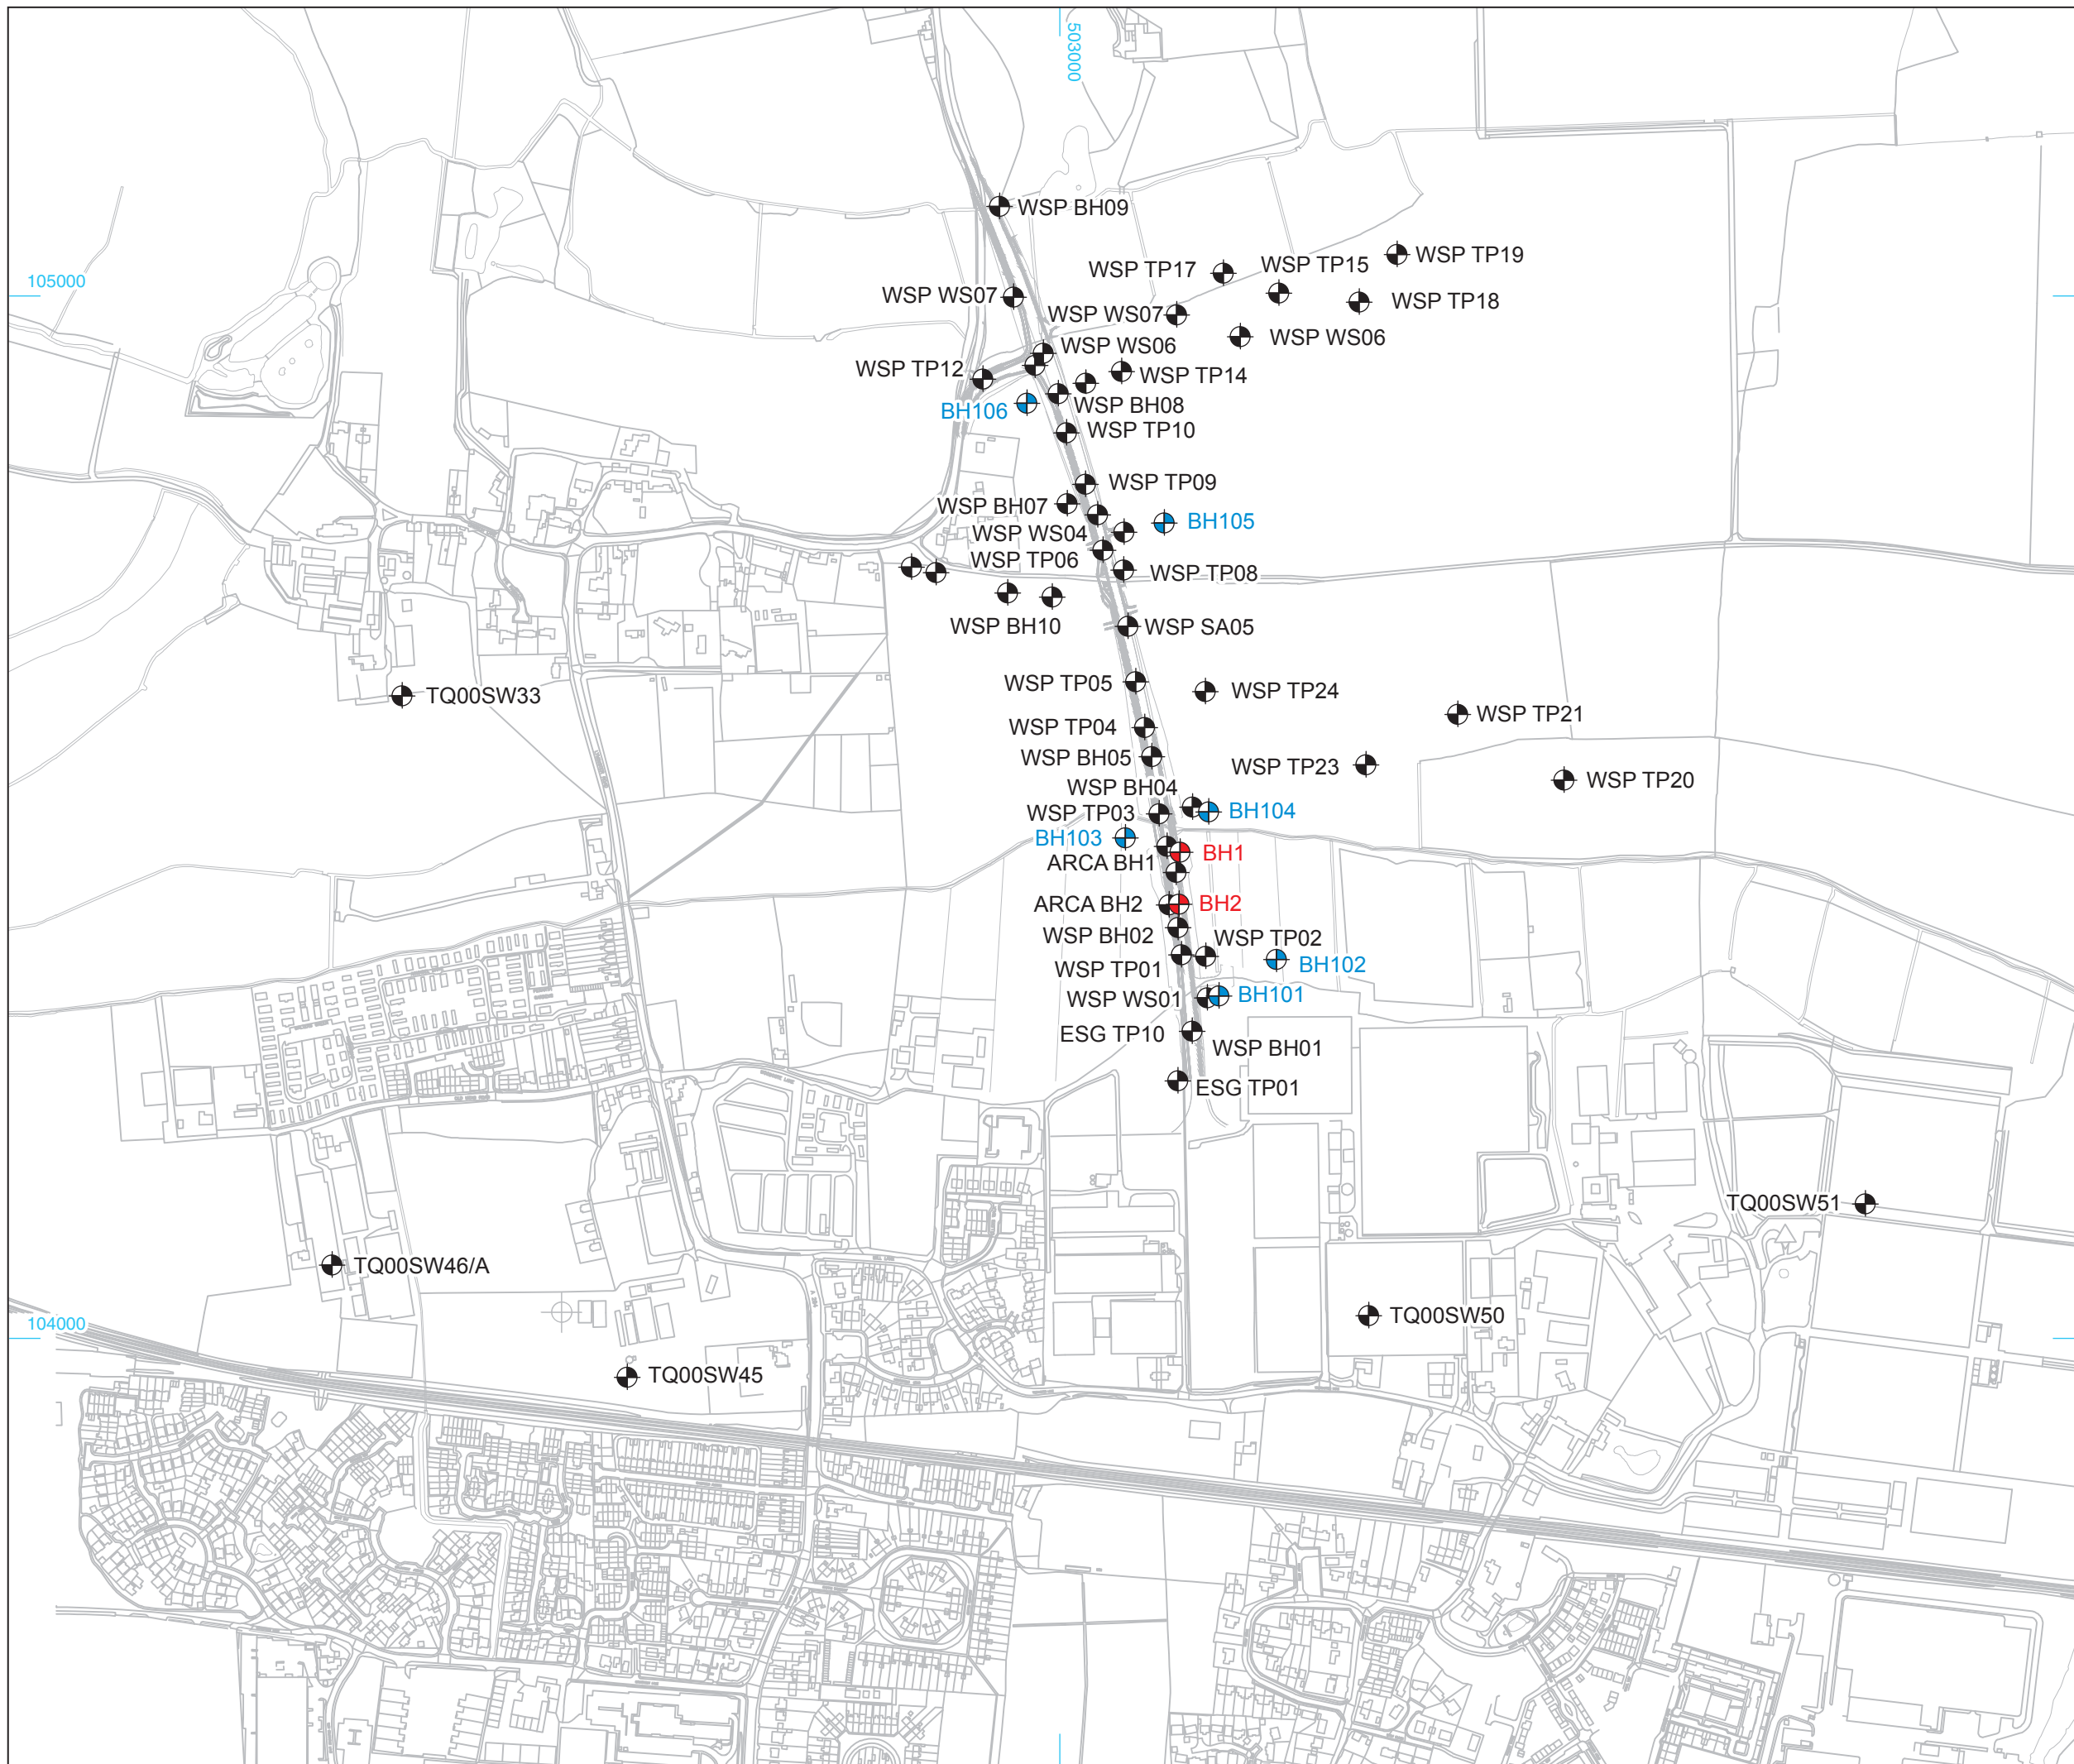 503000
WSP BH09
WSP TP19
WSP TP17
WSP TP15
105000
WSP WS07
WSP TP18
WSP WS07
WSP WS06
WSP WS06
WSP TP12
WSP TP14
BH106
WSP BH08
WSP TP10
WSP TP09
WSP BH07
BH105
WSP WS04
WSP TP06
WSP TP08
WSP BH10
WSP SA05
WSP TP05
WSP TP24
TQ00SW33
WSP TP21
WSP TP04
WSP BH05
WSP TP23
WSP TP20
WSP BH04
WSP TP03
BH104
BH103
BH1
ARCA BH1
ARCA BH2
BH2
WSP BH02
WSP TP02
WSP TP01
BH102
WSP WS01
BH101
ESG TP10
WSP BH01
ESG TP01
TQ00SW51
TQ00SW46/A
TQ00SW50
104000
TQ00SW45